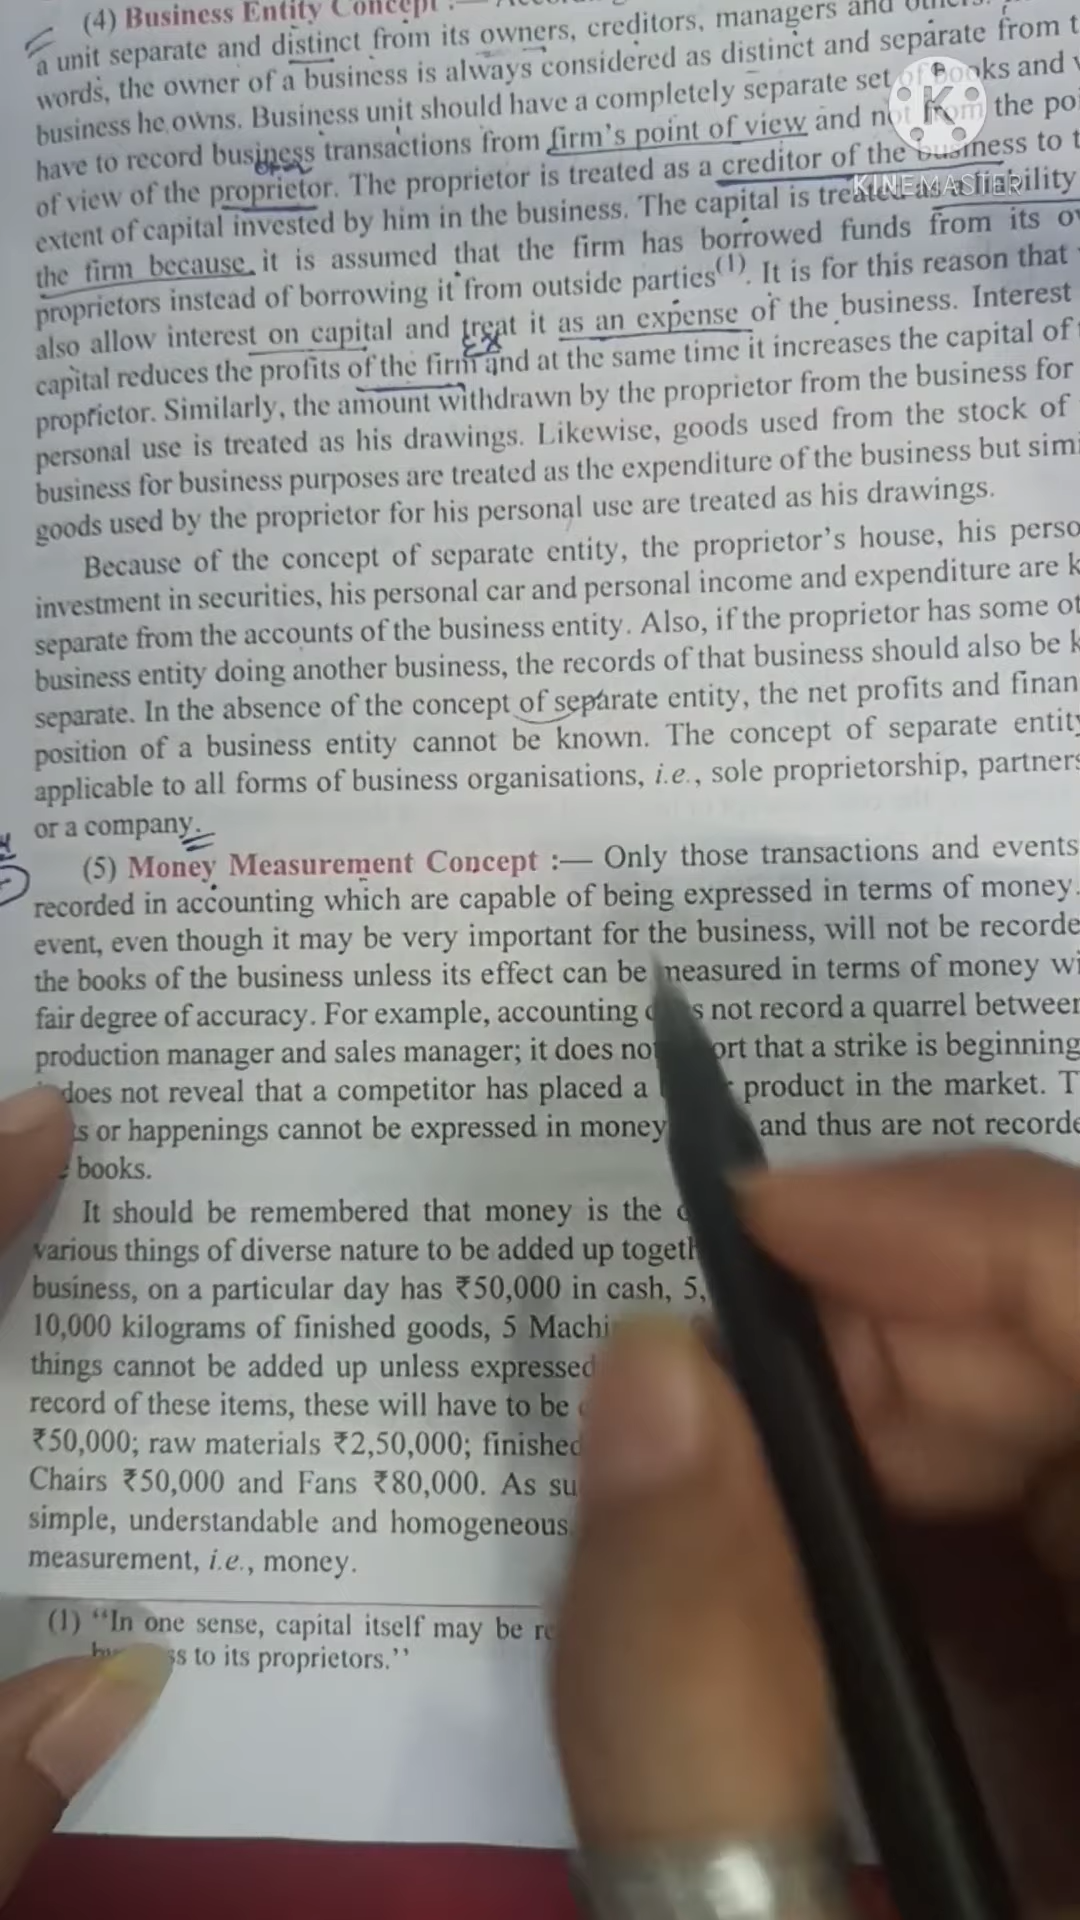 (4) Business Entity Concept :—
a unit separate and distinct from its owners, creditors, managers and
words, the owner of a business is always considered as distinct and separate from
business he owns. Business unit should have a completely separate set of books and
have to record business transactions from firm's point of view and not from the
of view of the proprietor. The proprietor is treated as a creditor of the business to
extent of capital invested by him in the business. The capital is treated as a liability
the firm because it is assumed that the firm has borrowed funds from its
proprietors instead of borrowing it from outside parties(1). It is for this reason that
also allow interest on capital and treat it as an expense of the business. Interest
capital reduces the profits of the firm and at the same time it increases the capital of
proprietor. Similarly, the amount withdrawn by the proprietor from the business for
personal use is treated as his drawings. Likewise, goods used from the stock of
business for business purposes are treated as the expenditure of the business but
goods used by the proprietor for his personal use are treated as his drawings.
Because of the concept of separate entity, the proprietor's house, his
investment in securities, his personal car and personal income and expenditure are
separate from the accounts of the business entity. Also, if the proprietor has some
business entity doing another business, the records of that business should also be
separate. In the absence of the concept of separate entity, the net profits and
position of a business entity cannot be known. The concept of separate
applicable to all forms of business organisations, i.e., sole proprietorship,
or a company.
(5) Money Measurement Concept :— Only those transactions and events
recorded in accounting which are capable of being expressed in terms of money.
event, even though it may be very important for the business, will not be
the books of the business unless its effect can be measured in terms of money
fair degree of accuracy. For example, accounting not record a quarrel
production manager and sales manager; it does that a strike is beginning
does not reveal that a competitor has placed a product in the market.
or happenings cannot be expressed in money and thus are not
books.
It should be remembered that money is the
various things of diverse nature to be added up
business, on a particular day has ₹50,000 in cash,
10,000 kilograms of finished goods, 5
things cannot be added up unless expressed
record of these items, these will have to be
₹50,000; raw materials ₹2,50,000; finished
Chairs ₹50,000 and Fans ₹80,000. As
simple, understandable and homogeneous
measurement, i.e., money.
(1) “In one sense, capital itself may be
to its proprietors.”
K
KINEMASTER